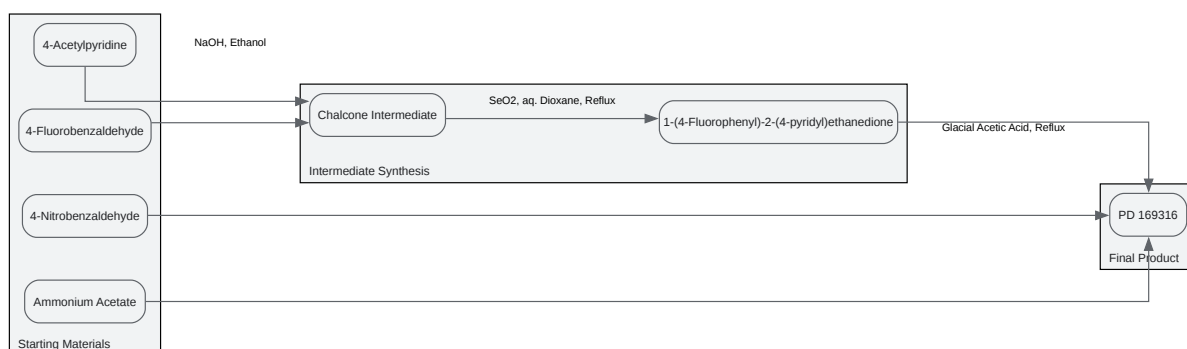 4-Acetylpyridine
NaOH, Ethanol
Chalcone Intermediate
SeO2, aq. Dioxane, Reflux
1-(4-Fluorophenyl)-2-(4-pyridyl)ethanedione
Glacial Acetic Acid, Reflux
4-Fluorobenzaldehyde
Intermediate Synthesis
4-Nitrobenzaldehyde
PD 169316
Final Product
Ammonium Acetate
Starting Materials